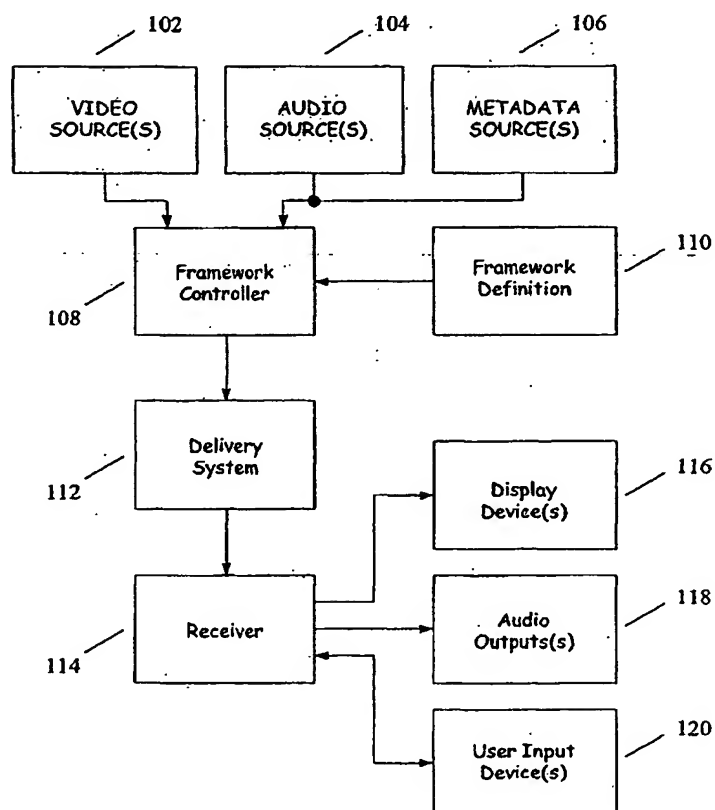 102
104
106
VIDEO
SOURCE(S)
AUDIO
SOURCE(S)
METADATA
SOURCE(S)
Framework
Controller
108
Framework
Definition
110
Delivery
System
112
Display
Device(s)
116
Receiver
114
Audio
Outputs(s)
118
User Input
Device(s)
120